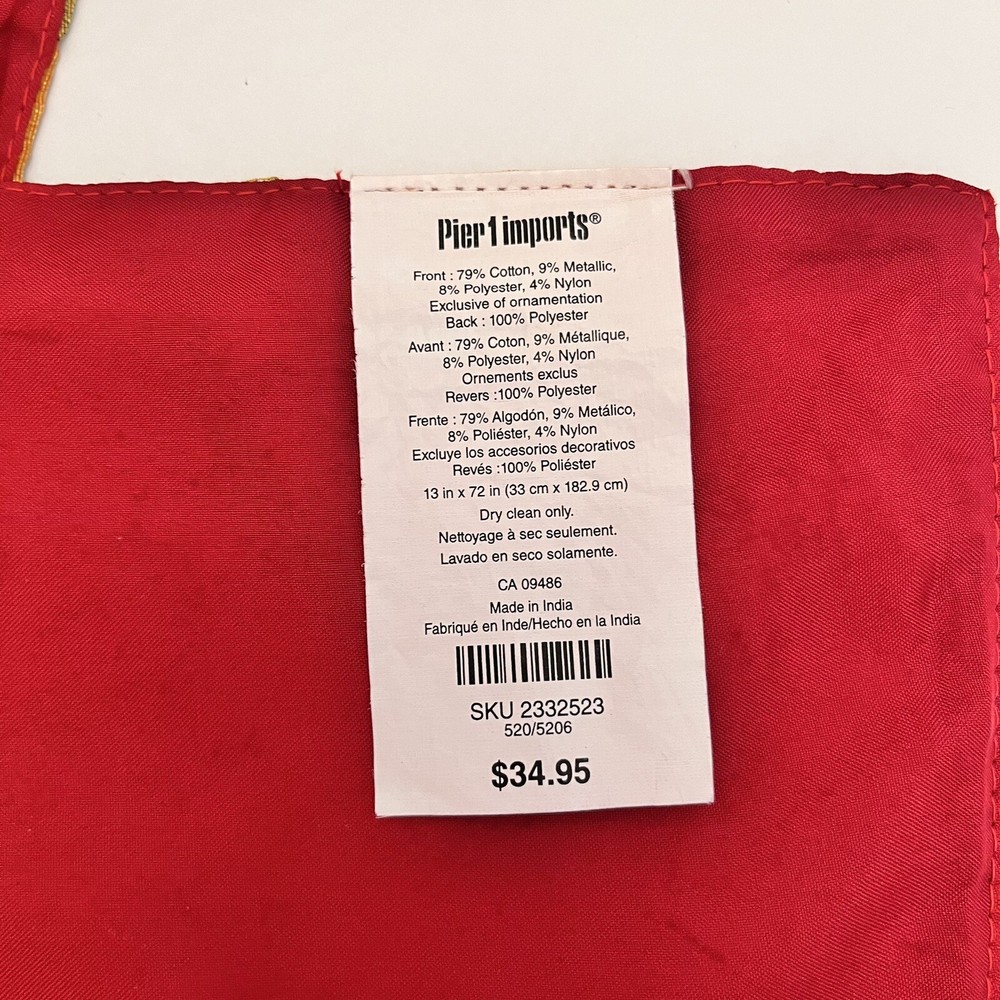 Pier 1 imports®
Front : 79% Cotton, 9% Metallic,
8% Polyester, 4% Nylon
Exclusive of ornamentation
Back : 100% Polyester
Avant : 79% Coton, 9% Métallique,
8% Polyester, 4% Nylon
Ornements exclus
Revers :100% Polyester
Frente : 79% Algodón, 9% Metálico,
8% Poliéster, 4% Nylon
Excluye los accesorios decorativos
Revés :100% Poliéster
13 in x 72 in (33 cm x 182.9 cm)
Dry clean only.
Nettoyage à sec seulement.
Lavado en seco solamente.
CA 09486
Made in India
Fabriqué en Inde/Hecho en la India
SKU 2332523
520/5206
$34.95